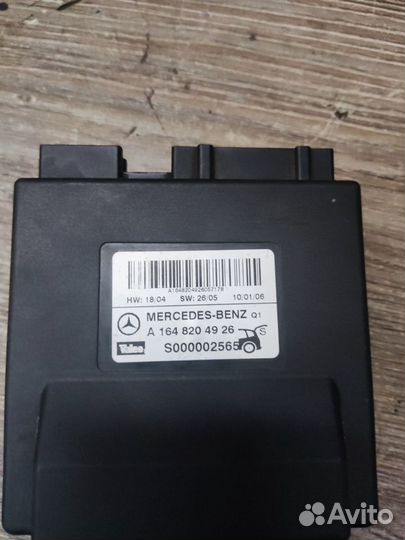 A1648204926057178
HW: 18.04 SW: 26/05 10/01/06
MERCEDES-BENZ Q1
A 164 820 49 26
S
Valeo S000002565
Avito